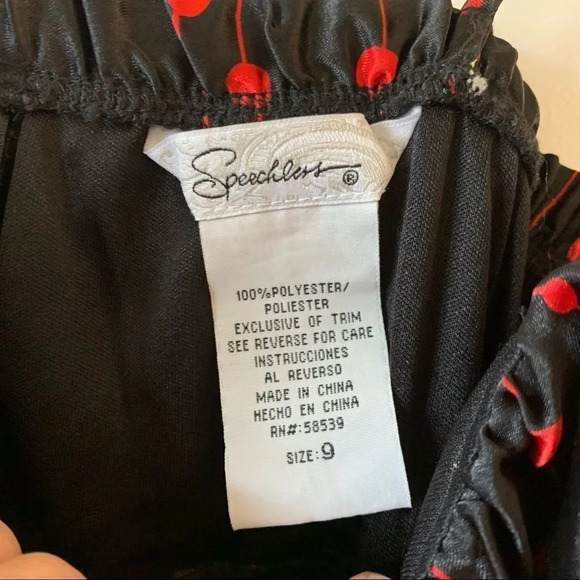 Speechless ®
100%POLYESTER/
POLIESTER
EXCLUSIVE OF TRIM
SEE REVERSE FOR CARE
INSTRUCCIONES
AL REVERSO
MADE IN CHINA
HECHO EN CHINA
RN#:58539
SIZE:9